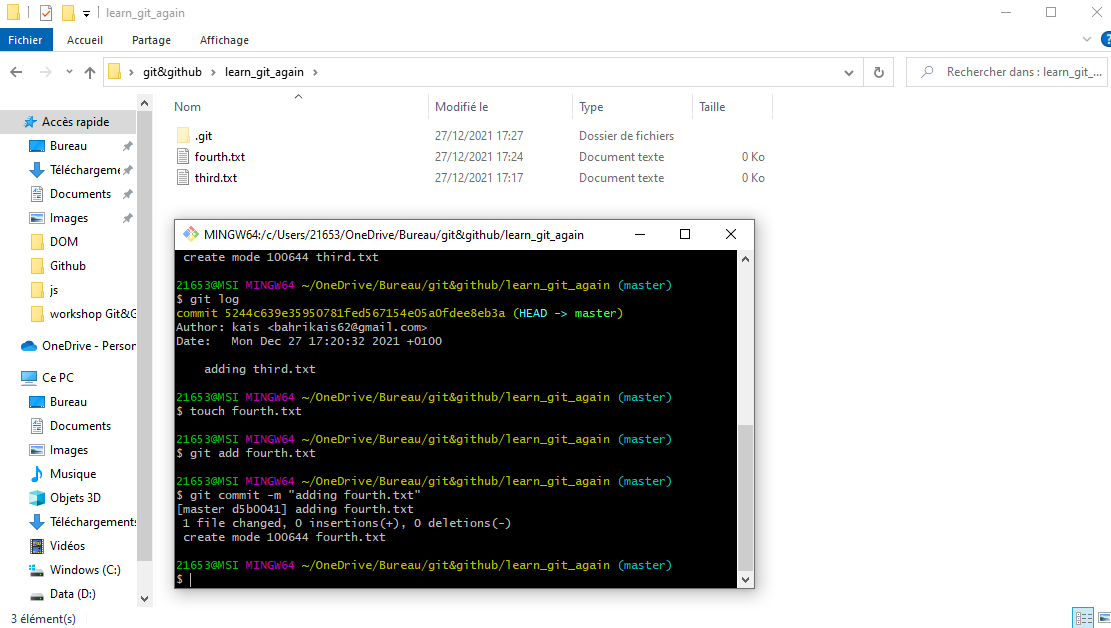 learn_git_again
Fichier Accueil Partage Affichage
git&github learn_git_again Rechercher dans : learn_git_...
Nom Modifié le Type Taille
.git 27/12/2021 17:27 Dossier de fichiers
fourth.txt 27/12/2021 17:24 Document texte 0 Ko
third.txt 27/12/2021 17:17 Document texte 0 Ko
Accès rapide
Bureau
Téléchargeme
Documents
Images
DOM
Github
js
workshop Git&G
OneDrive - Person
Ce PC
Bureau
Documents
Images
Musique
Objets 3D
Téléchargements
Vidéos
Windows (C:)
Data (D:)
3 élément(s)
MINGW64:/c/Users/21653/OneDrive/Bureau/git&github/learn_git_again
create mode 100644 third.txt
21653@MSI MINGW64 ~/OneDrive/Bureau/git&github/learn_git_again (master)
$ git log
commit 5244c639e35950781fed567154e05a0fdee8eb3a (HEAD -> master)
Author: kais <bahrikais62@gmail.com>
Date: Mon Dec 27 17:20:32 2021 +0100
adding third.txt
21653@MSI MINGW64 ~/OneDrive/Bureau/git&github/learn_git_again (master)
$ touch fourth.txt
21653@MSI MINGW64 ~/OneDrive/Bureau/git&github/learn_git_again (master)
$ git add fourth.txt
21653@MSI MINGW64 ~/OneDrive/Bureau/git&github/learn_git_again (master)
$ git commit -m "adding fourth.txt"
[master d5b0041] adding fourth.txt
1 file changed, 0 insertions(+), 0 deletions(-)
create mode 100644 fourth.txt
21653@MSI MINGW64 ~/OneDrive/Bureau/git&github/learn_git_again (master)
$